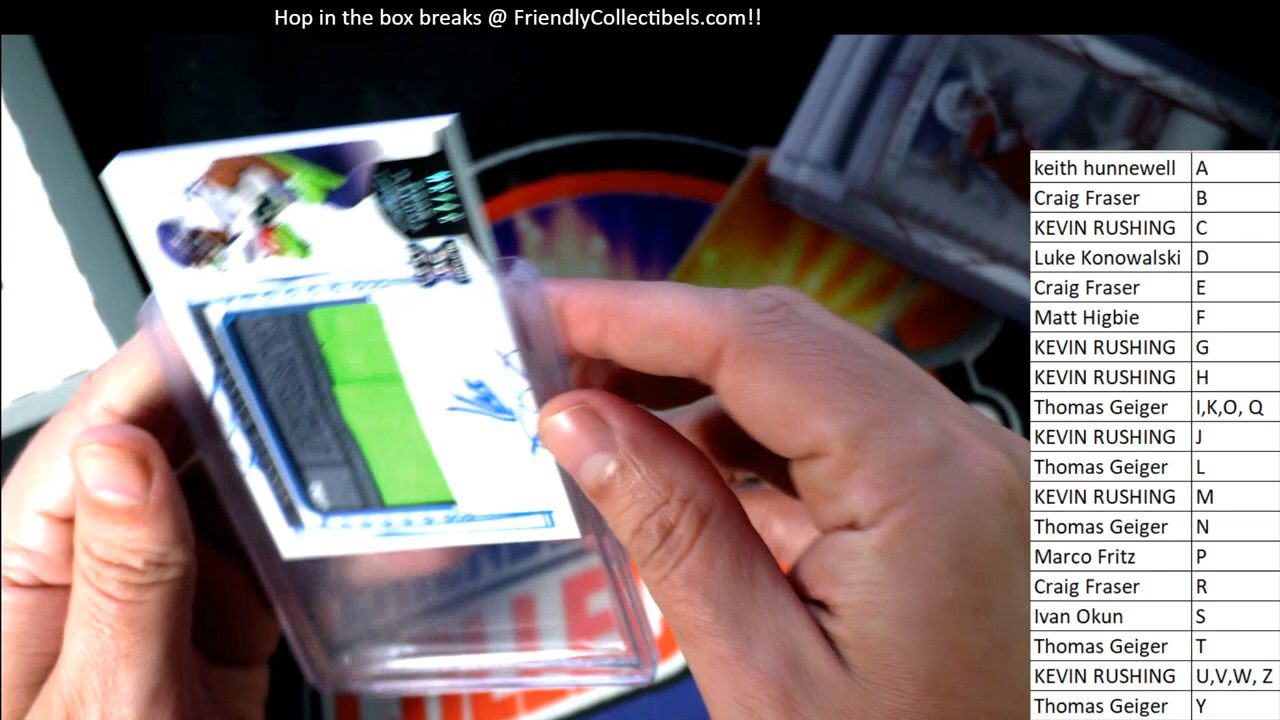 Hop in the box breaks @ FriendlyCollectibels.com!!
keith hunnewell A
Craig Fraser B
KEVIN RUSHING C
Luke Konowalski D
Craig Fraser E
Matt Higbie F
KEVIN RUSHING G
KEVIN RUSHING H
Thomas Geiger I,K,O, Q
KEVIN RUSHING J
Thomas Geiger L
KEVIN RUSHING M
Thomas Geiger N
Marco Fritz P
Craig Fraser R
Ivan Okun S
Thomas Geiger T
KEVIN RUSHING U,V,W, Z
Thomas Geiger Y